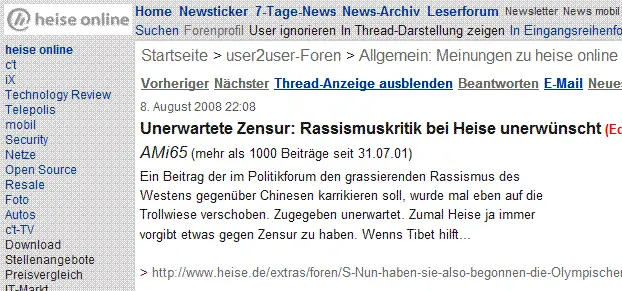 heise online
Home Newsticker 7-Tage-News News-Archiv Leserforum Newsletter News mobil
Suchen Forenprofil User ignorieren In Thread-Darstellung zeigen In Eingangsreihenfo
heise online
c't
iX
Technology Review
Telepolis
mobil
Security
Netze
Open Source
Resale
Foto
Autos
c't-TV
Download
Stellenangebote
Preisvergleich
IT-Markt
Startseite > user2user-Foren > Allgemein: Meinungen zu heise online
Vorheriger Nächster Thread-Anzeige ausblenden Beantworten E-Mail Neues
8. August 2008 22:08
Unerwartete Zensur: Rassismuskritik bei Heise unerwünscht (Ed
AMi65 (mehr als 1000 Beiträge seit 31.07.01)
Ein Beitrag der im Politikforum den grassierenden Rassismus des
Westens gegenüber Chinesen karrikieren soll, wurde mal eben auf die
Trollwiese verschoben. Zugegeben unerwartet. Zumal Heise ja immer
vorgibt etwas gegen Zensur zu haben. Wenns Tibet hilft...
> http://www.heise.de/extras/foren/S-Nun-haben-sie-also-begonnen-die-Olympischen